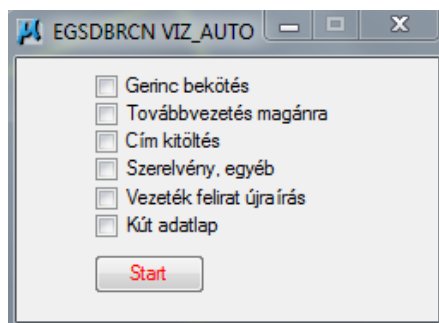 EGSDBRCN VIZ_AUTO
Gerinc bekötés
Továbbvezetés magánra
Cím kitöltés
Szerelvény, egyéb
Vezeték felirat újraírás
Kút adatlap
Start